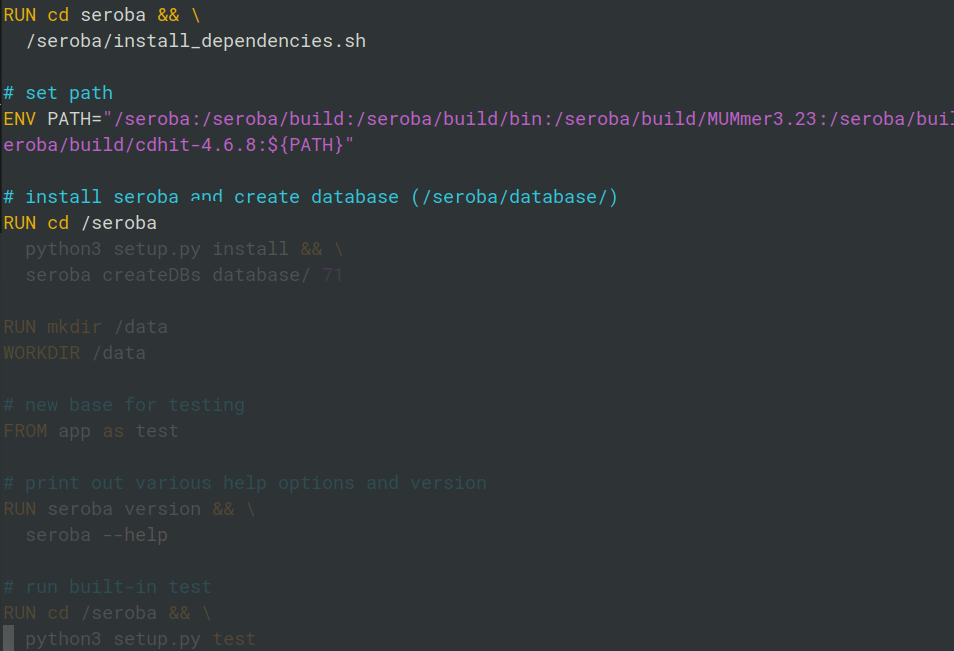 RUN cd seroba && \
  /seroba/install_dependencies.sh
# set path
ENV PATH="/seroba:/seroba/build:/seroba/build/bin:/seroba/build/MUMmer3.23:/seroba/buil
eroba/build/cdhit-4.6.8:${PATH}"
# install seroba and create database (/seroba/database/)
RUN cd /seroba
  python3 setup.py install && \
  seroba createDBs database/ 71
RUN mkdir /data
WORKDIR /data
# new base for testing
FROM app as test
# print out various help options and version
RUN seroba version && \
  seroba --help
# run built-in test
RUN cd /seroba && \
  python3 setup.py test